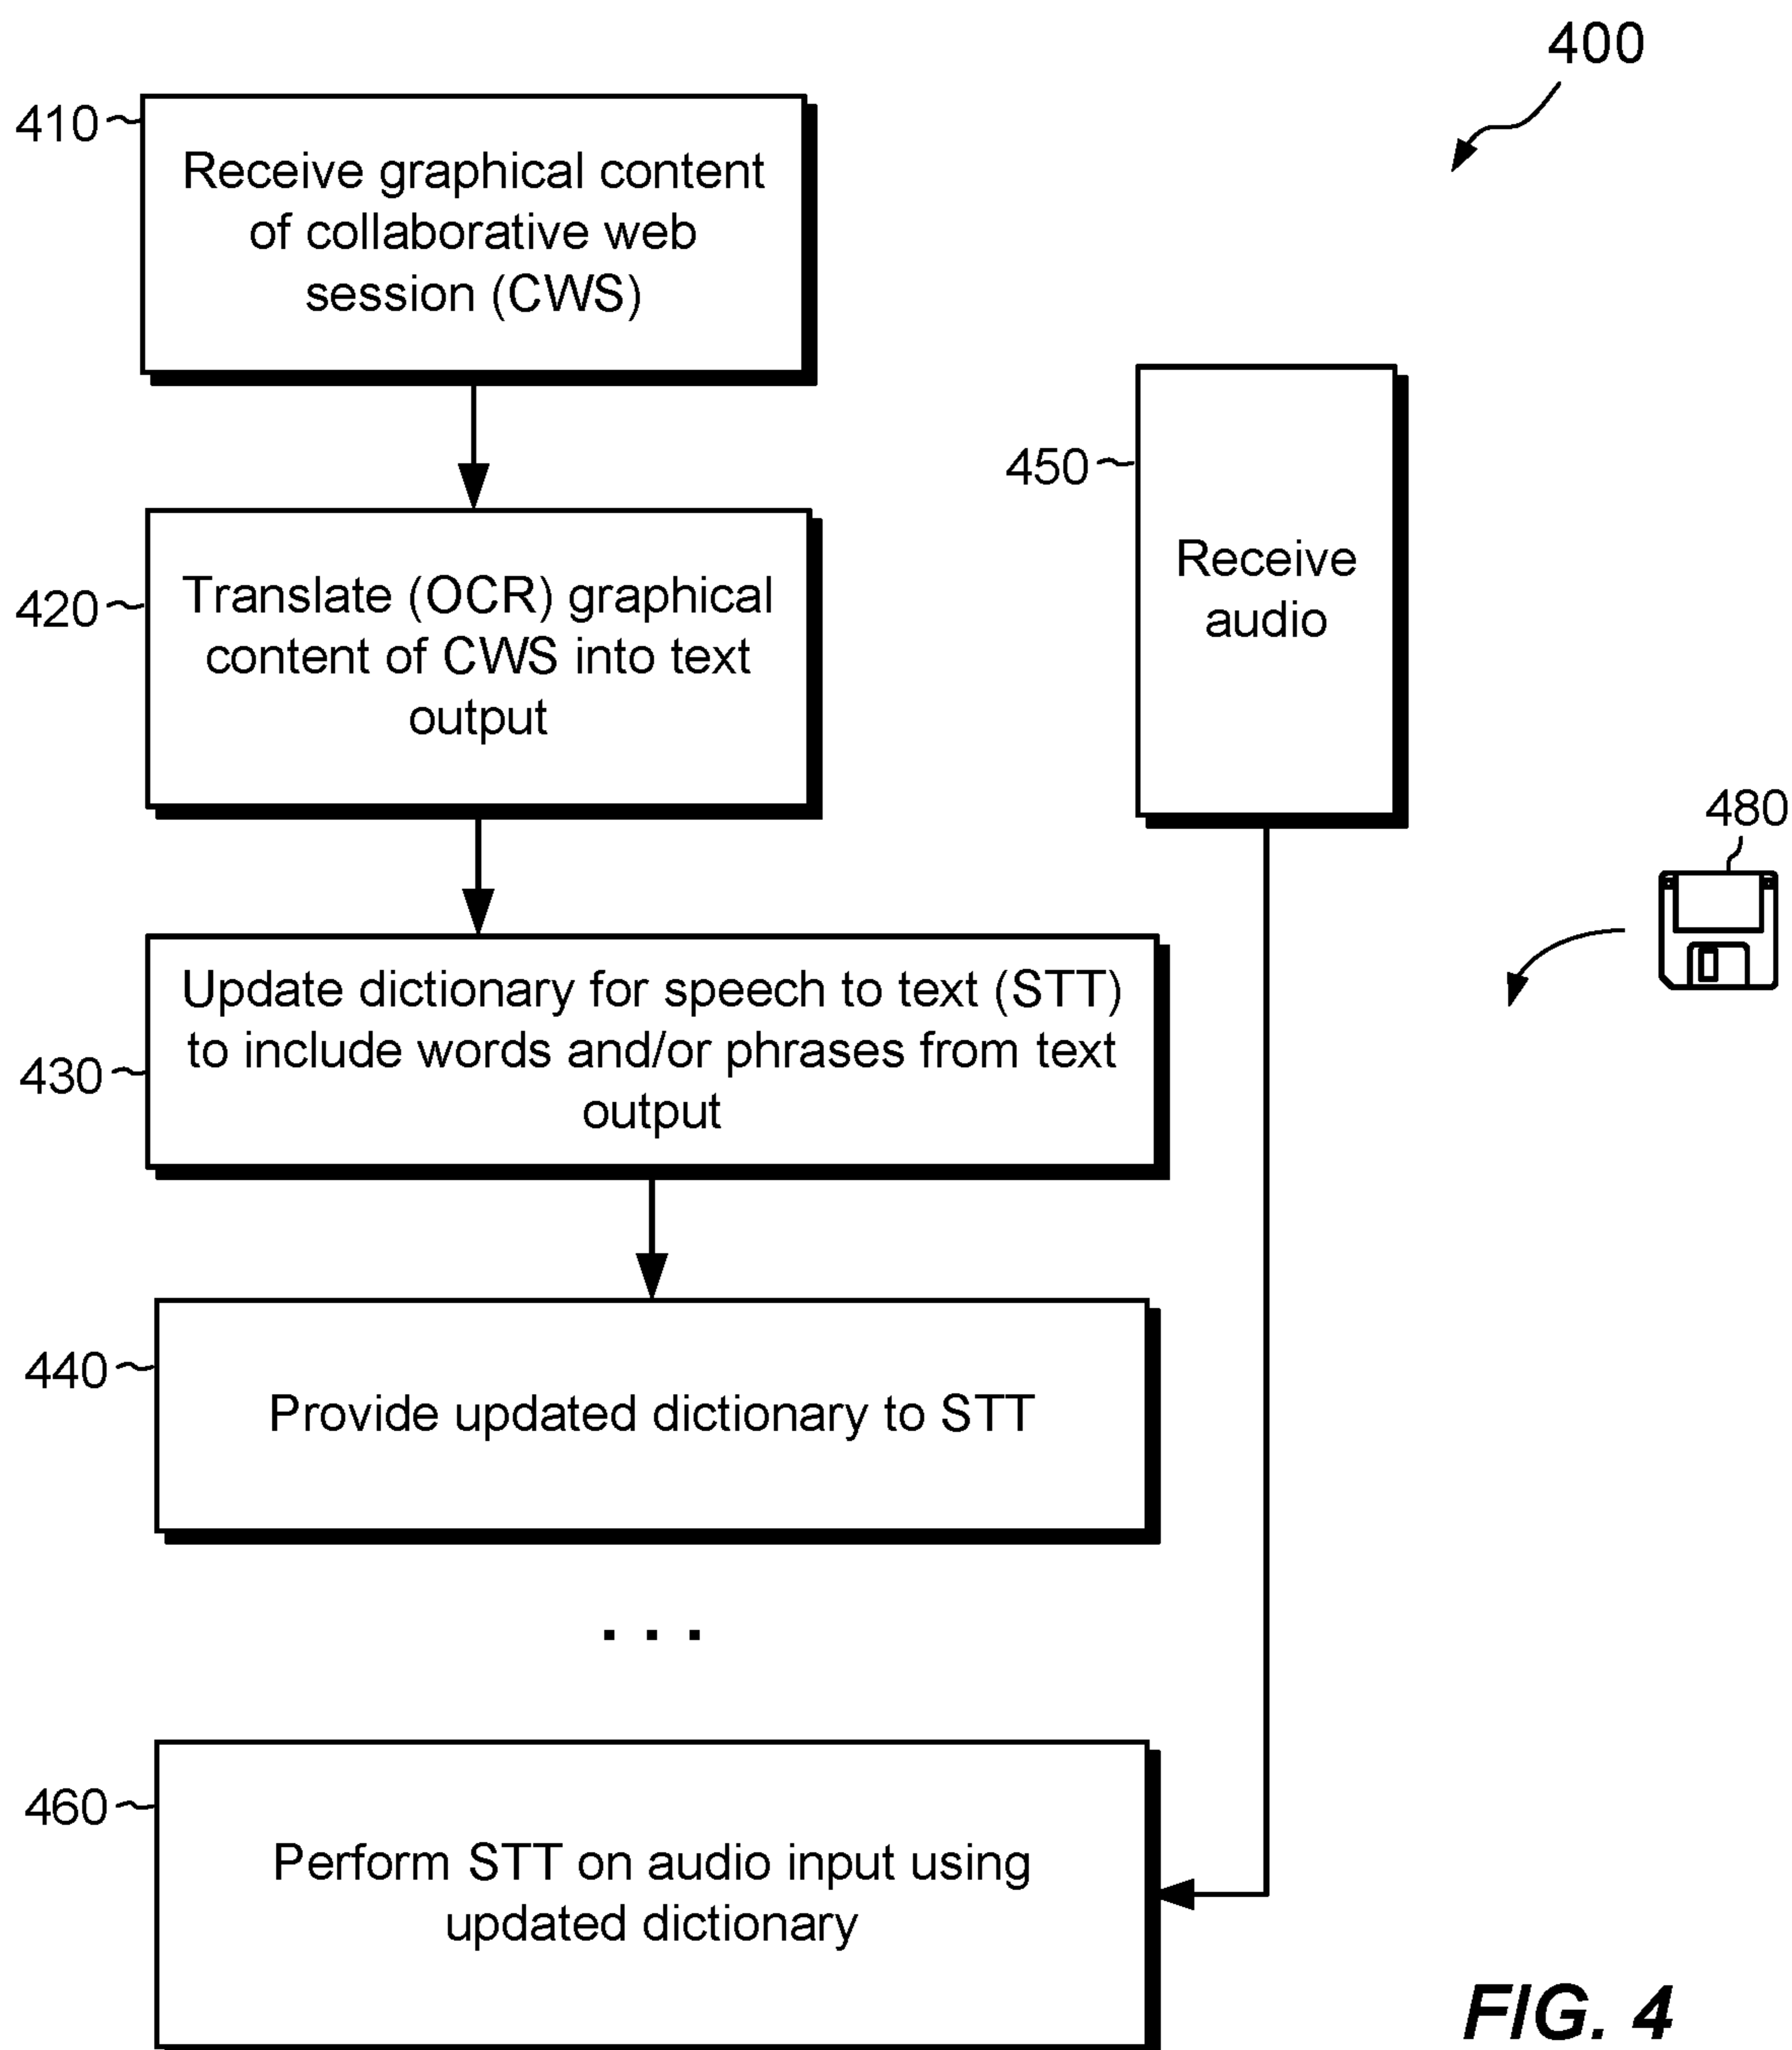 400
410
Receive graphical content
of collaborative web
session (CWS)
450
Receive
audio
420
Translate (OCR) graphical
content of CWS into text
output
480
430
Update dictionary for speech to text (STT)
to include words and/or phrases from text
output
440
Provide updated dictionary to STT
. . .
460
Perform STT on audio input using
updated dictionary
FIG. 4